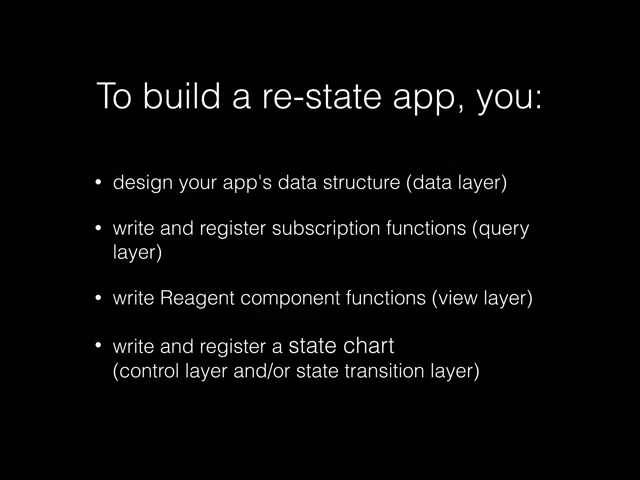 To build a re-state app, you:
• design your app's data structure (data layer)
• write and register subscription functions (query
layer)
• write Reagent component functions (view layer)
• write and register a state chart
(control layer and/or state transition layer)